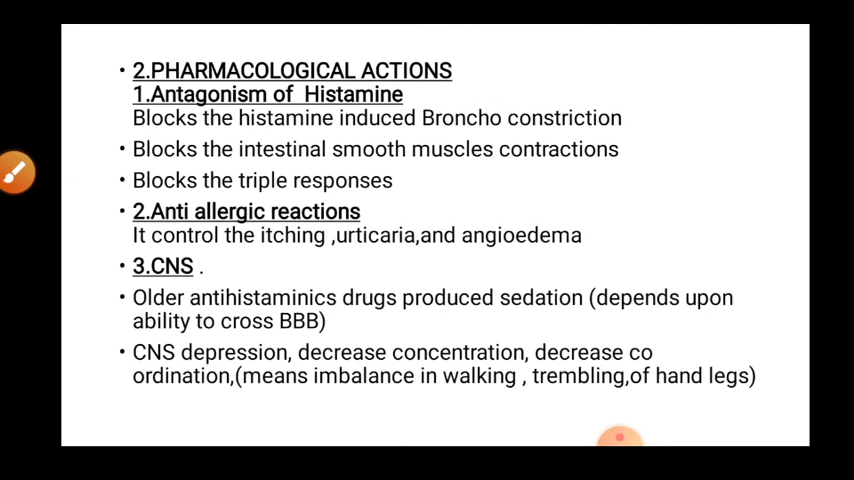 • 2.PHARMACOLOGICAL ACTIONS
1.Antagonism of Histamine
Blocks the histamine induced Broncho constriction
• Blocks the intestinal smooth muscles contractions
• Blocks the triple responses
• 2.Anti allergic reactions
It control the itching ,urticaria,and angioedema
• 3.CNS .
• Older antihistaminics drugs produced sedation (depends upon
ability to cross BBB)
• CNS depression, decrease concentration, decrease co
ordination,(means imbalance in walking , trembling,of hand legs)